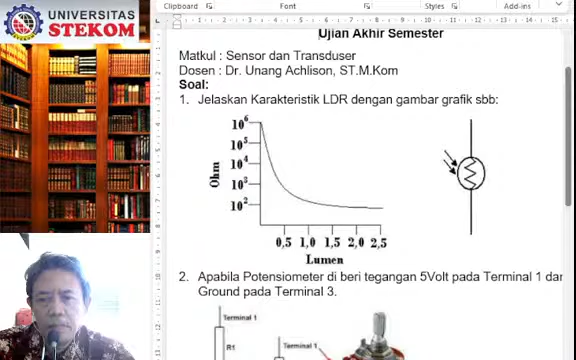 UNIVERSITAS
STEKOM
Clipboard
Font
Styles
Add-ins
Ujian Akhir Semester
Matkul : Sensor dan Transduser
Dosen : Dr. Unang Achlison, ST.M.Kom
Soal:
1. Jelaskan Karakteristik LDR dengan gambar grafik sbb:
10⁶
10⁵
10⁴
10³
10²
Ohm
0,5 1,0 1,5 2,0 2,5
Lumen
2. Apabila Potensiometer di beri tegangan 5Volt pada Terminal 1 dan
Ground pada Terminal 3.
Terminal 1
R1
Terminal 1